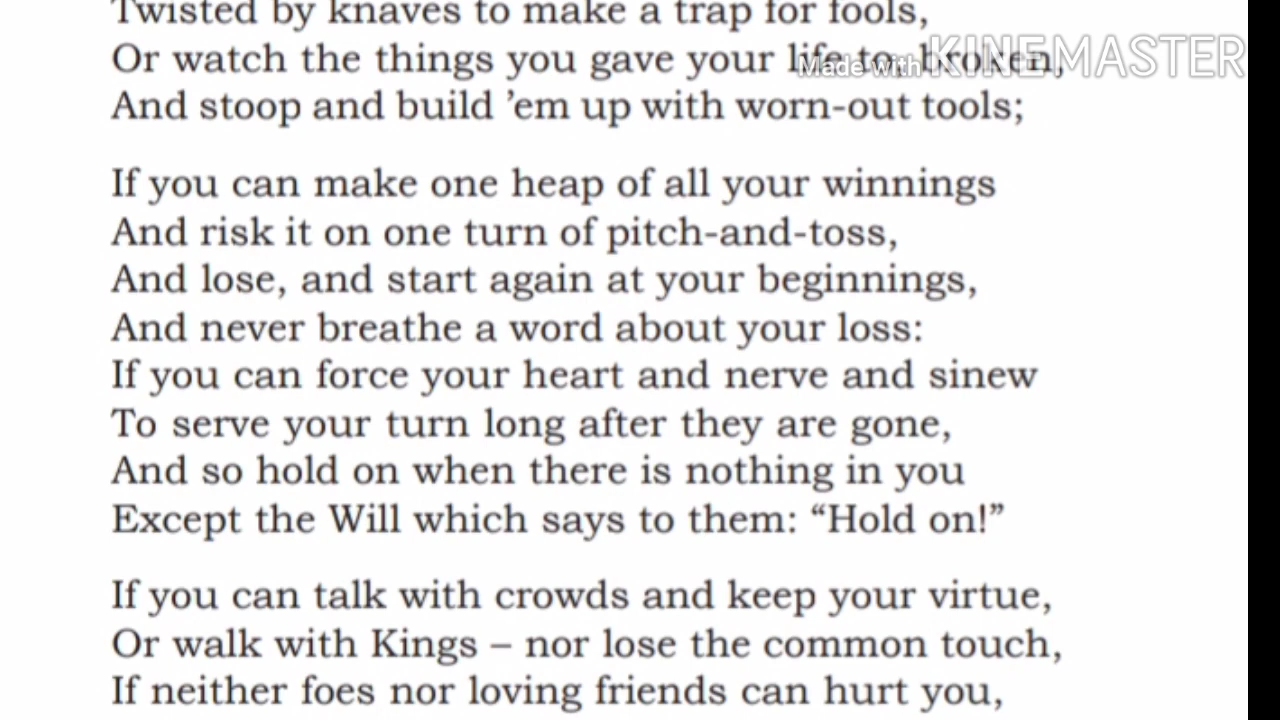 Twisted by knaves to make a trap for fools,
Or watch the things you gave your life to, broken,
Made with KINEMASTER
And stoop and build ’em up with worn-out tools;
If you can make one heap of all your winnings
And risk it on one turn of pitch-and-toss,
And lose, and start again at your beginnings,
And never breathe a word about your loss:
If you can force your heart and nerve and sinew
To serve your turn long after they are gone,
And so hold on when there is nothing in you
Except the Will which says to them: “Hold on!”
If you can talk with crowds and keep your virtue,
Or walk with Kings – nor lose the common touch,
If neither foes nor loving friends can hurt you,